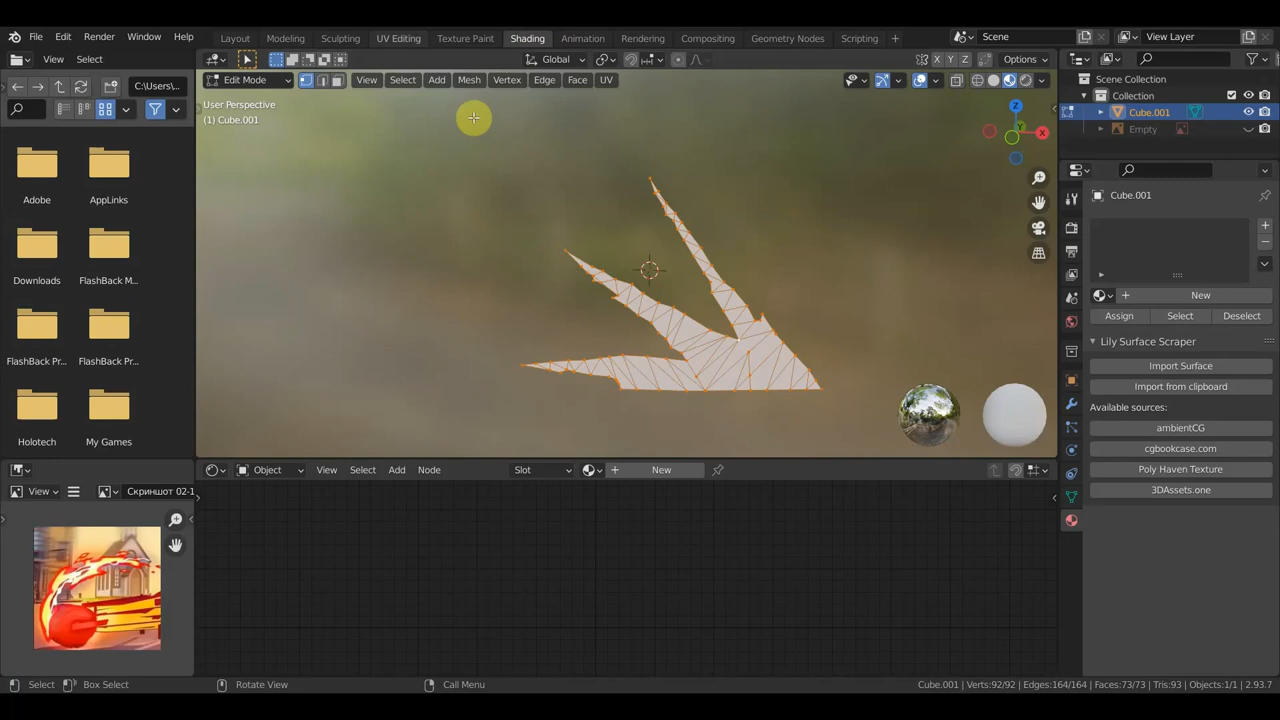 File Edit Render Window Help Layout Modeling Sculpting UV Editing Texture Paint Shading Animation Rendering Compositing Geometry Nodes Scripting + Scene View Layer
View Select Global X Y Z Options
C:\Users\... Edit Mode View Select Add Mesh Vertex Edge Face UV Scene Collection
Collection
User Perspective Cube.001
(1) Cube.001 Empty
Z
Y
X
Adobe AppLinks Cube.001
Downloads FlashBack M...
+ New
Assign Select Deselect
Lily Surface Scraper
FlashBack Pr... FlashBack Pr... Import Surface
Import from clipboard
Available sources:
ambientCG
Holotech My Games cgbookcase.com
Object View Select Add Node Slot + New Poly Haven Texture
View Скриншот 02-1 3DAssets.one
Select Box Select Rotate View Call Menu Cube.001 | Verts:92/92 | Edges:164/164 | Faces:73/73 | Tris:93 | Objects:1/1 | 2.93.7